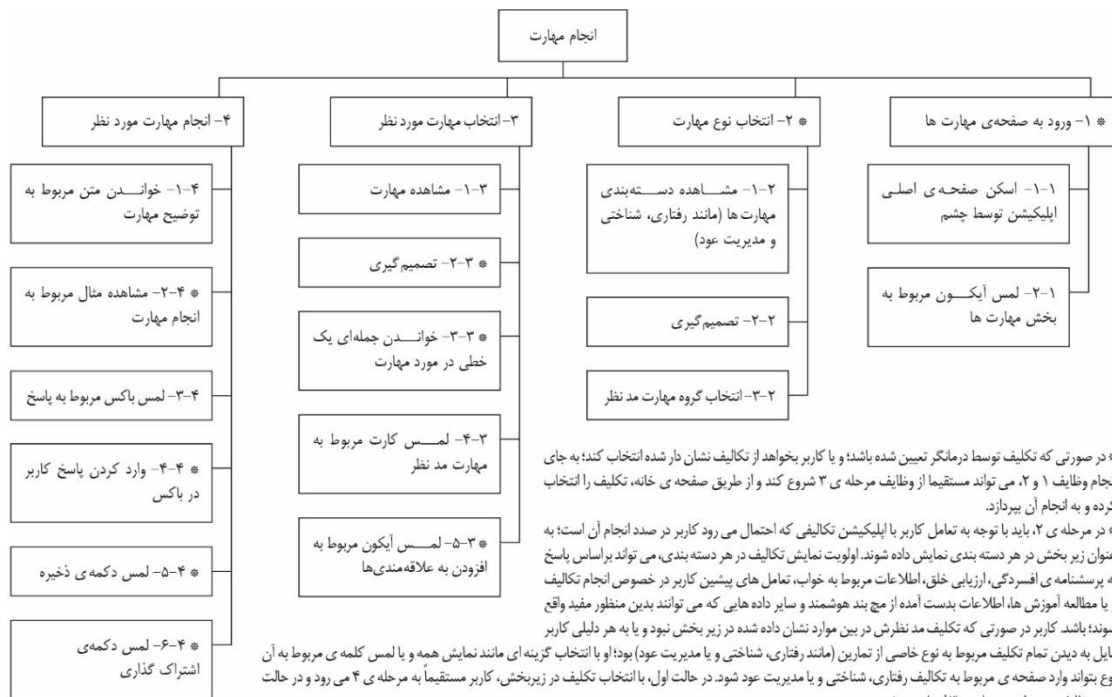 انجام مهارت
* ۱- ورود به صفحه‌ی مهارت ها
۱-۱- اسکن صفحه‌ی اصلی
اپلیکیشن توسط چشم
۲-۱- لمس آیکون مربوط به
بخش مهارت ها
* ۲- انتخاب نوع مهارت
۱-۲- مشاهده دسته‌بندی
مهارت ها (مانند رفتاری، شناختی
و مدیریت عود)
۲-۲- تصمیم‌گیری
۳-۲- انتخاب گروه مهارت مد نظر
۳- انتخاب مهارت مورد نظر
۱-۳- مشاهده مهارت
* ۲-۳- تصمیم‌گیری
* ۳-۳- خواندن جمله‌ای یک
خطی در مورد مهارت
۴-۳- لمس کارت مربوط به
مهارت مد نظر
* ۵-۳- لمس آیکون مربوط به
افزودن به علاقه‌مندی‌ها
۴- انجام مهارت مورد نظر
۱-۴- خواندن متن مربوط به
توضیح مهارت
* ۲-۴- مشاهده مثال مربوط به
انجام مهارت
۳-۴- لمس باکس مربوط به پاسخ
* ۴-۴- وارد کردن پاسخ کاربر
در باکس
* ۵-۴- لمس دکمه‌ی ذخیره
* ۶-۴- لمس دکمه‌ی
اشتراک گذاری
* در صورتی که تکلیف توسط درمانگر تعیین شده باشد؛ و یا کاربر بخواهد از تکالیف نشان دار شده انتخاب کند؛ به جای
انجام وظایف ۱ و ۲، می تواند مستقیما از وظایف مرحله ی ۳ شروع کند و از طریق صفحه ی خانه، تکلیف را انتخاب
کرده و به انجام آن بپردازد.
* در مرحله ی ۲، باید با توجه به تعامل کاربر با اپلیکیشن تکالیفی که احتمال می رود کاربر در صدد انجام آن است؛ به
عنوان زیر بخش در هر دسته بندی نمایش داده شوند. اولویت نمایش تکالیف در هر دسته بندی، می تواند براساس پاسخ
به پرسشنامه ی افسردگی، ارزیابی خلق، اطلاعات مربوط به خواب، تعامل های پیشین کاربر در خصوص انجام تکالیف
و یا مطالعه آموزش ها، اطلاعات بدست آمده از مچ بند هوشمند و سایر داده هایی که می توانند بدین منظور مفید واقع
شوند؛ باشد. کاربر در صورتی که تکلیف مد نظرش در بین موارد نشان داده شده در زیر بخش نبود و یا به هر دلیلی کاربر
مایل به دیدن تمام تکلیف مربوط به نوع خاصی از تمارین (مانند رفتاری، شناختی و یا مدیریت عود) بود؛ او با انتخاب گزینه ای مانند نمایش همه و یا لمس کلمه ی مربوط به آن
نوع بتواند وارد صفحه ی مربوط به تکالیف رفتاری، شناختی و یا مدیریت عود شود. در حالت اول، با انتخاب تکلیف در زیربخش، کاربر مستقیماً به مرحله ی ۴ می رود و در حالت